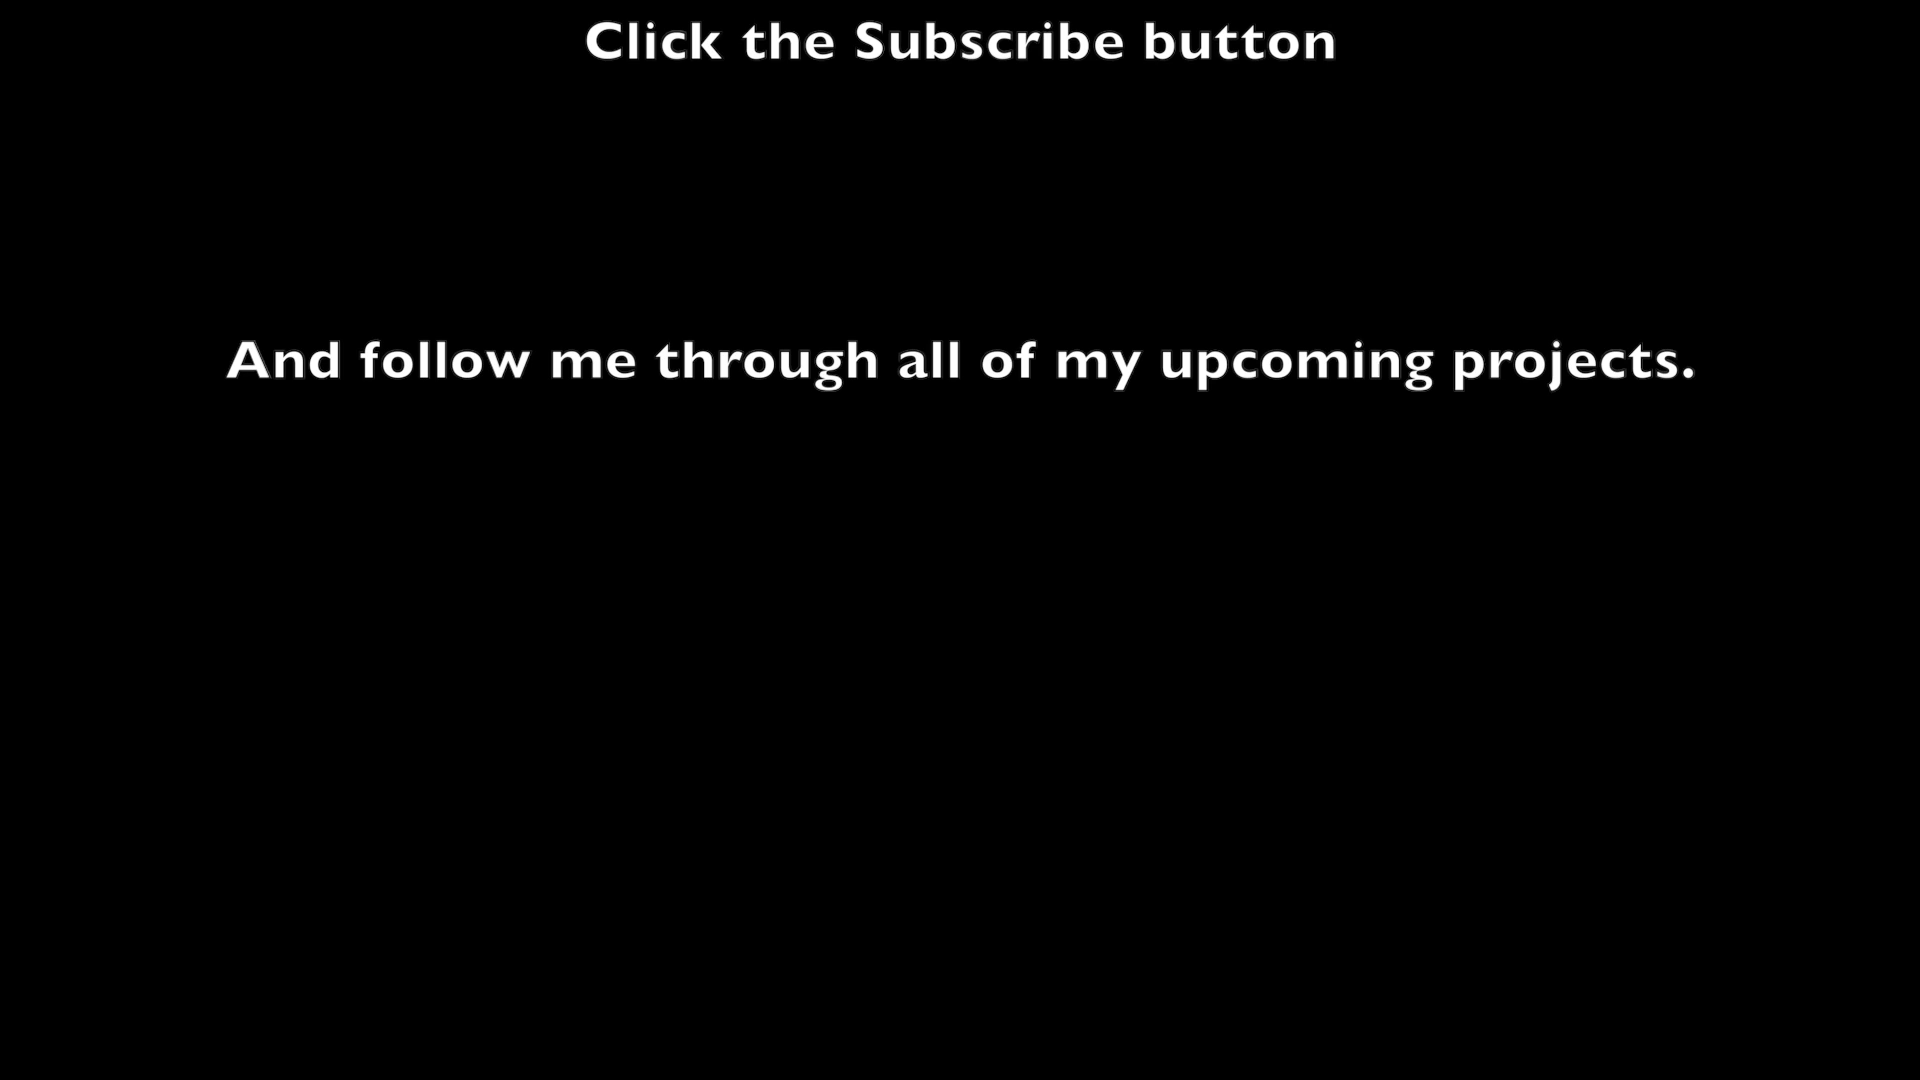 Click the Subscribe button
And follow me through all of my upcoming projects.